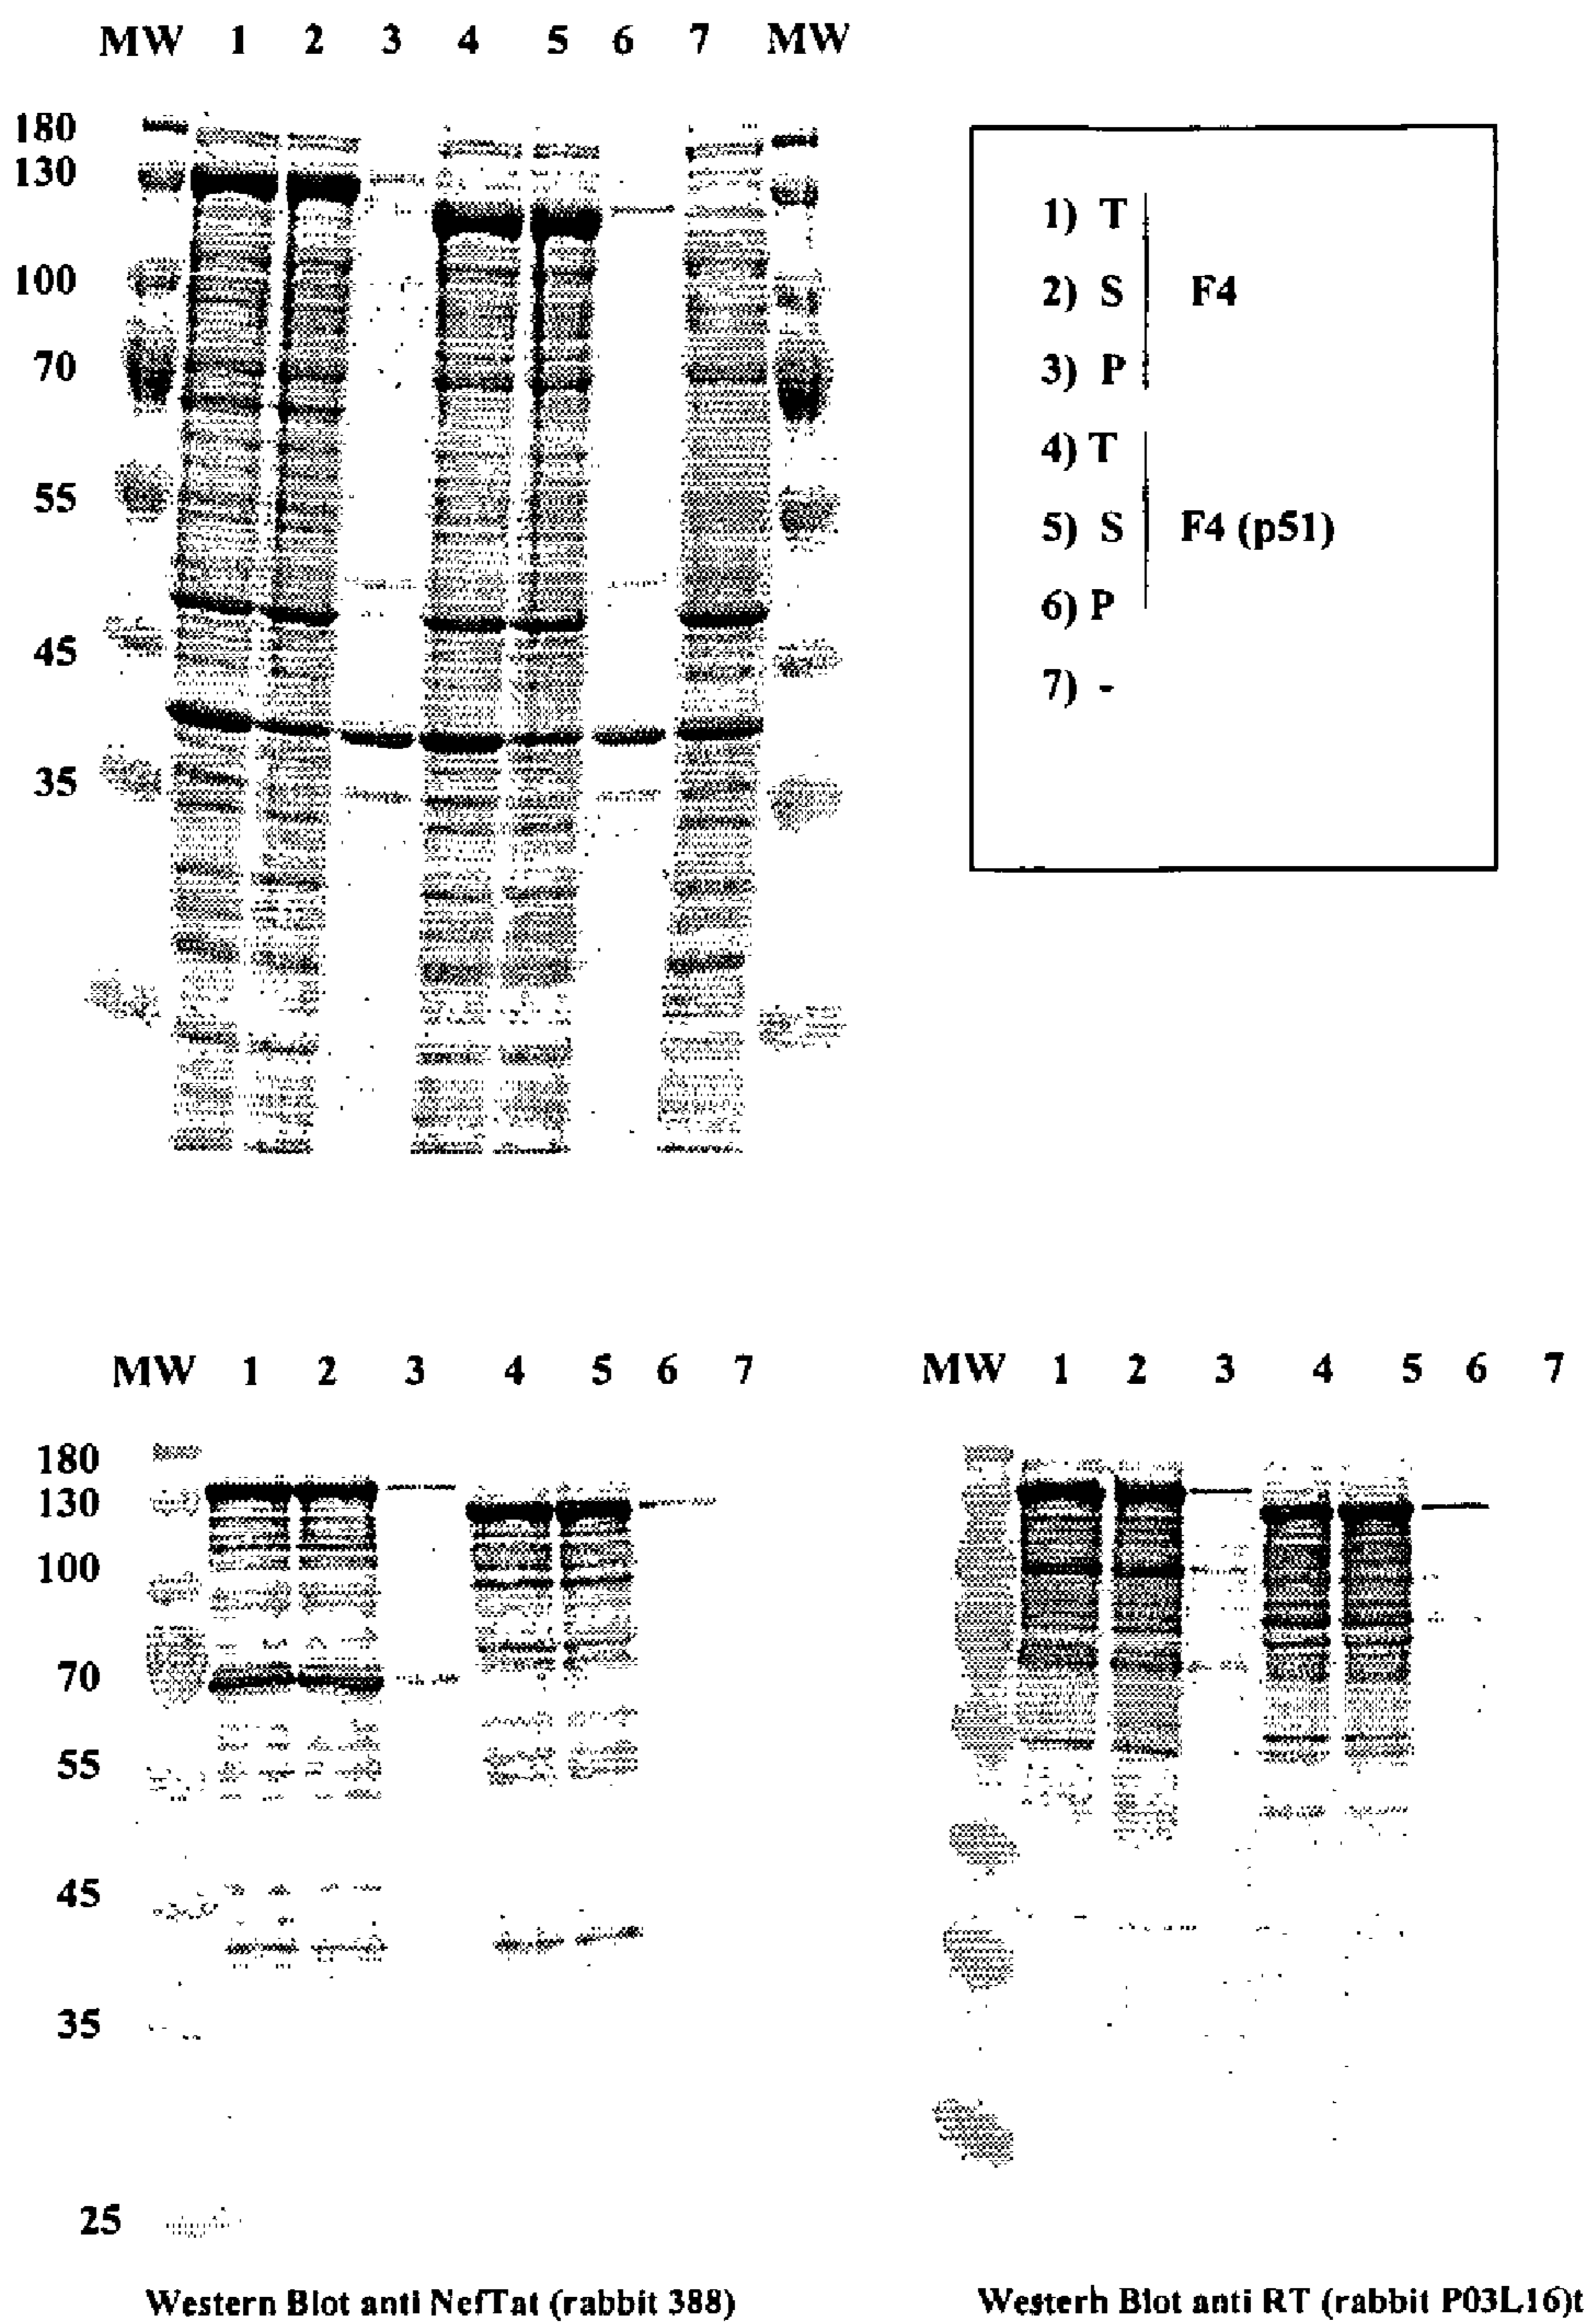 MW 1 2 3 4 5 6 7 MW
180
130
100
70
55
45
35
1) T
2) S F4
3) P
4) T
5) S F4 (p51)
6) P
7) -
MW 1 2 3 4 5 6 7
180
130
100
70
55
45
35
25
Western Blot anti NefTat (rabbit 388)
MW 1 2 3 4 5 6 7
Westerh Blot anti RT (rabbit P03L16)t